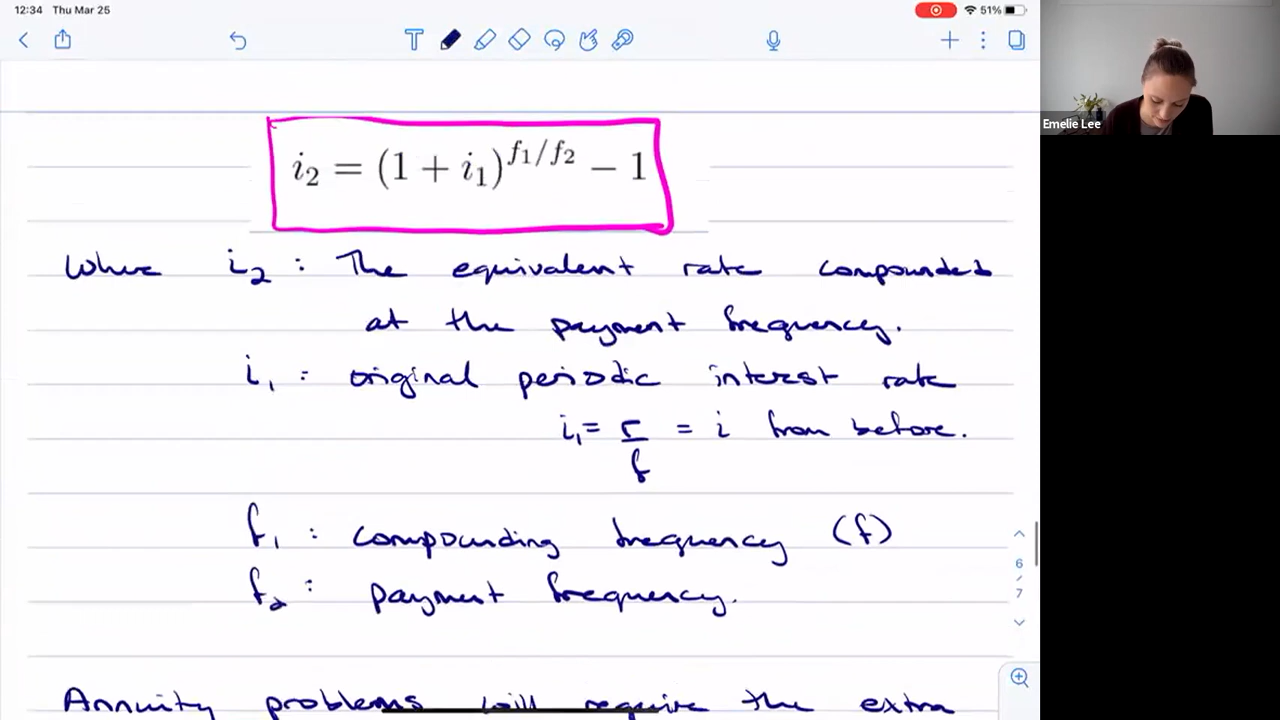 12:34 Thu Mar 25
51%
T
Emelie Lee
i₂ = (1 + i₁)^{f₁/f₂} − 1
Where i₂ : The equivalent rate compounded
at the payment frequency.
i₁ : original periodic interest rate
i₁ = r/f = i from before.
f₁ : compounding frequency (f)
f₂ : payment frequency.
6
7
Annuity problems will require the extra